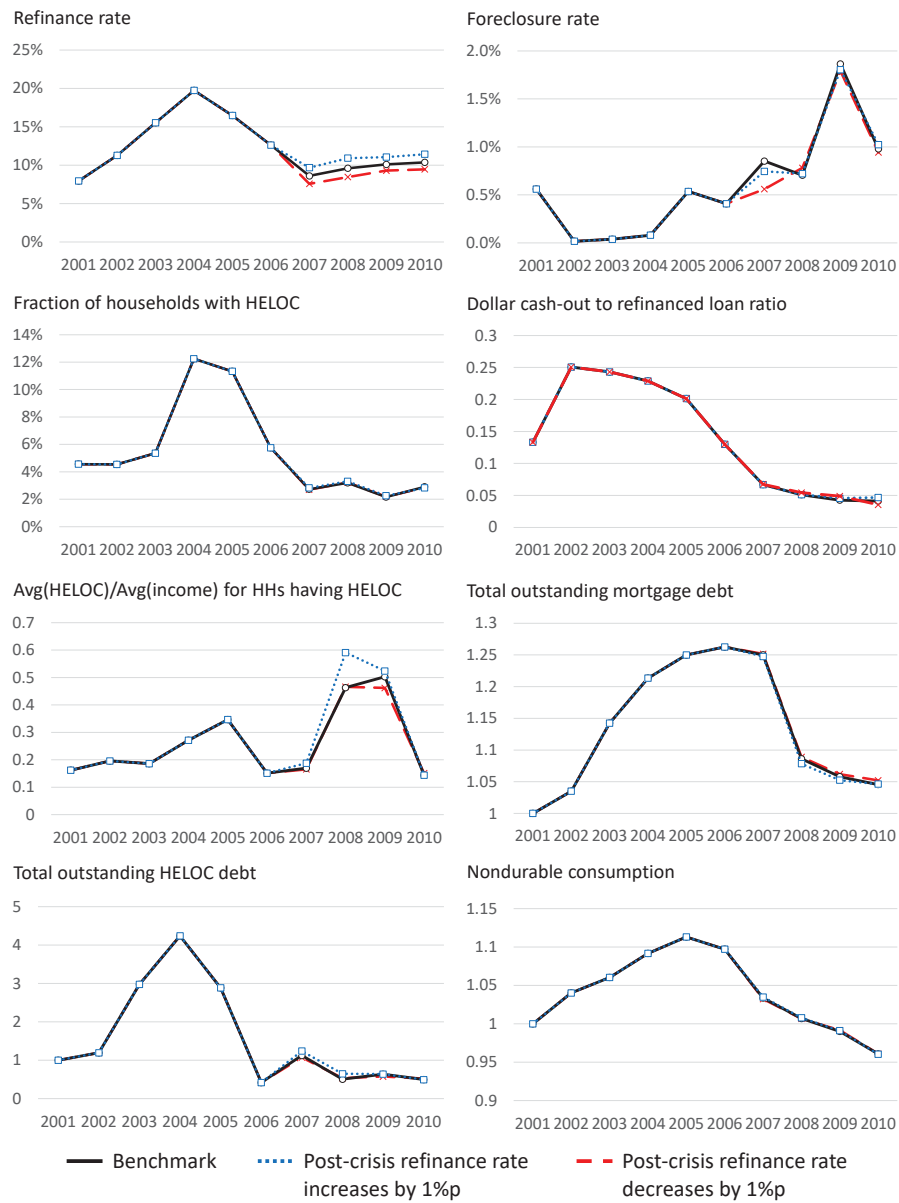 Refinance rate
25%
20%
15%
10%
5%
0%
2001 2002 2003 2004 2005 2006 2007 2008 2009 2010
Foreclosure rate
2.0%
1.5%
1.0%
0.5%
0.0%
2001 2002 2003 2004 2005 2006 2007 2008 2009 2010
Fraction of households with HELOC
14%
12%
10%
8%
6%
4%
2%
0%
2001 2002 2003 2004 2005 2006 2007 2008 2009 2010
Dollar cash-out to refinanced loan ratio
0.3
0.25
0.2
0.15
0.1
0.05
0
2001 2002 2003 2004 2005 2006 2007 2008 2009 2010
Avg(HELOC)/Avg(income) for HHs having HELOC
0.7
0.6
0.5
0.4
0.3
0.2
0.1
0
2001 2002 2003 2004 2005 2006 2007 2008 2009 2010
Total outstanding mortgage debt
1.3
1.25
1.2
1.15
1.1
1.05
1
2001 2002 2003 2004 2005 2006 2007 2008 2009 2010
Total outstanding HELOC debt
5
4
3
2
1
0
2001 2002 2003 2004 2005 2006 2007 2008 2009 2010
Nondurable consumption
1.15
1.1
1.05
1
0.95
0.9
2001 2002 2003 2004 2005 2006 2007 2008 2009 2010
Benchmark
Post-crisis refinance rate
increases by 1%p
Post-crisis refinance rate
decreases by 1%p